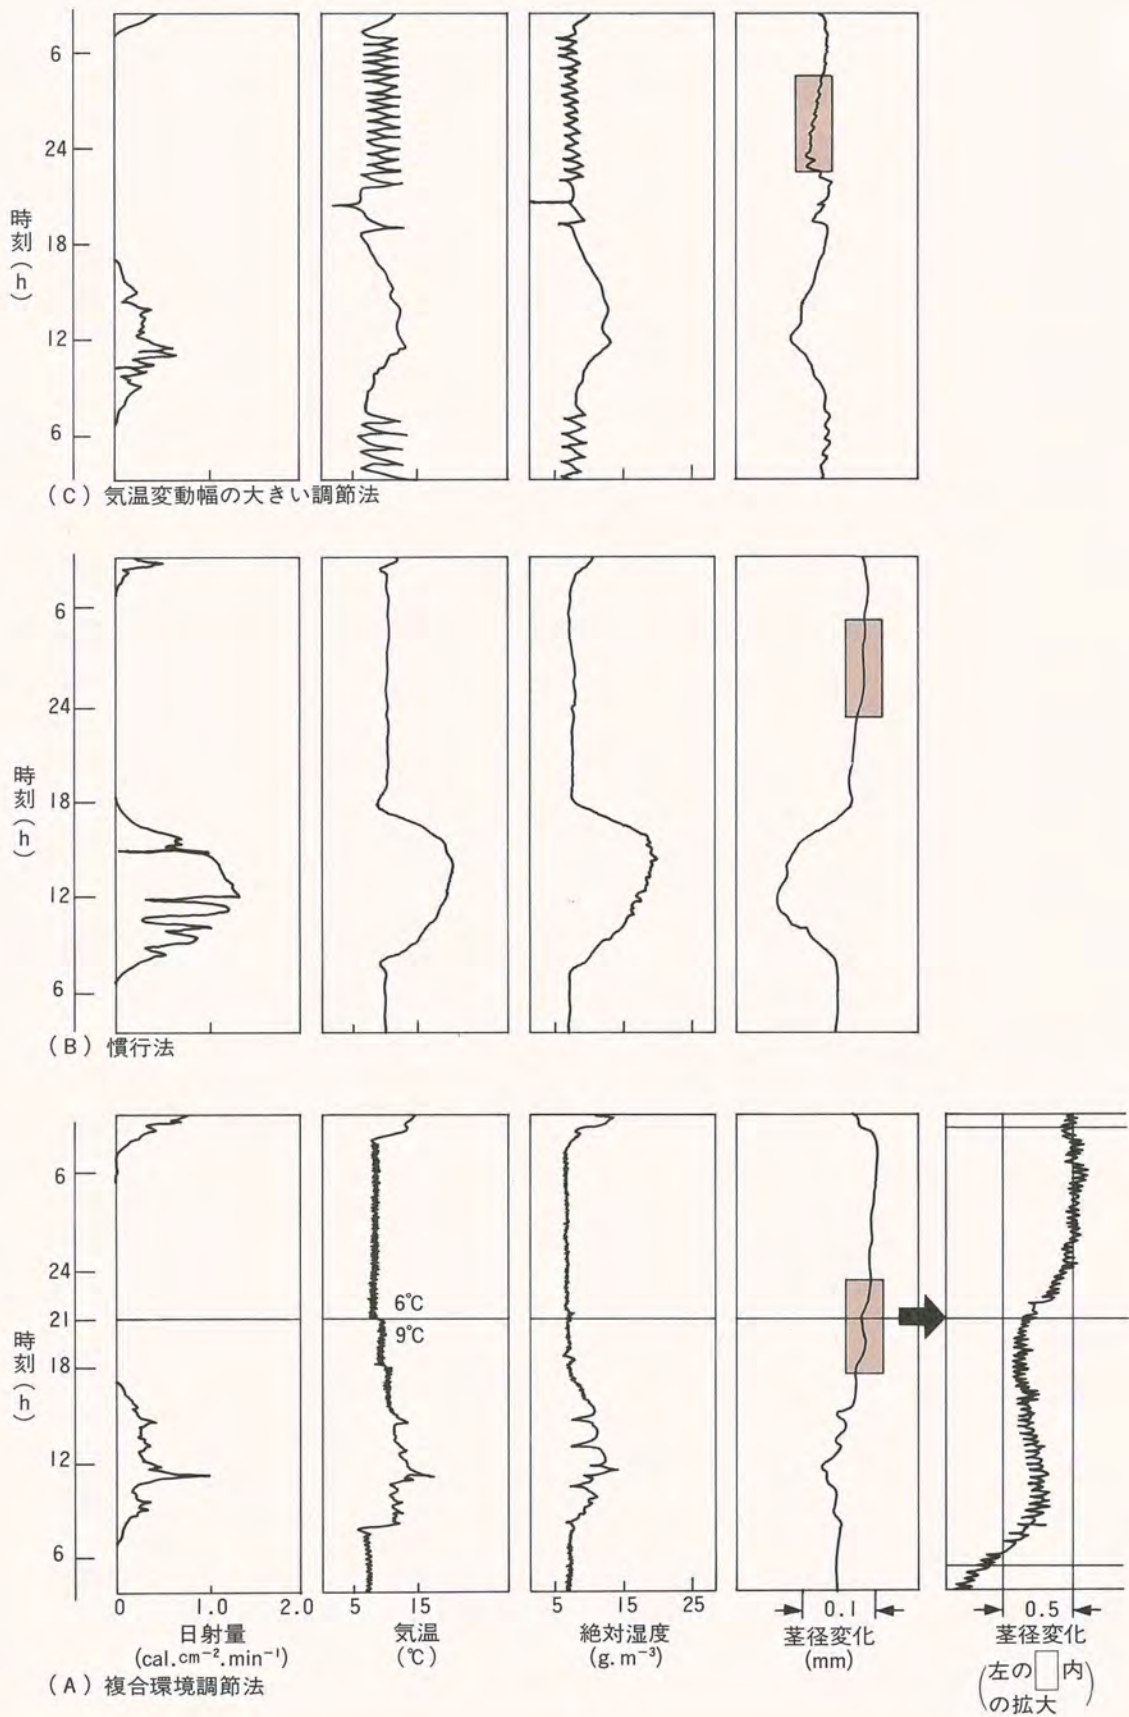 6
24
18
12
6
時刻(h)
(C)気温変動幅の大きい調節法
6
24
18
12
6
時刻(h)
(B)慣行法
6
24
21
18
12
6
時刻(h)
6℃
9℃
0 1.0 2.0
日射量
(cal.cm⁻².min⁻¹)
5 15
気温
(℃)
5 15 25
絶対湿度
(g.m⁻³)
0.1
茎径変化
(mm)
0.5
茎径変化
(左の 内
の拡大)
(A)複合環境調節法